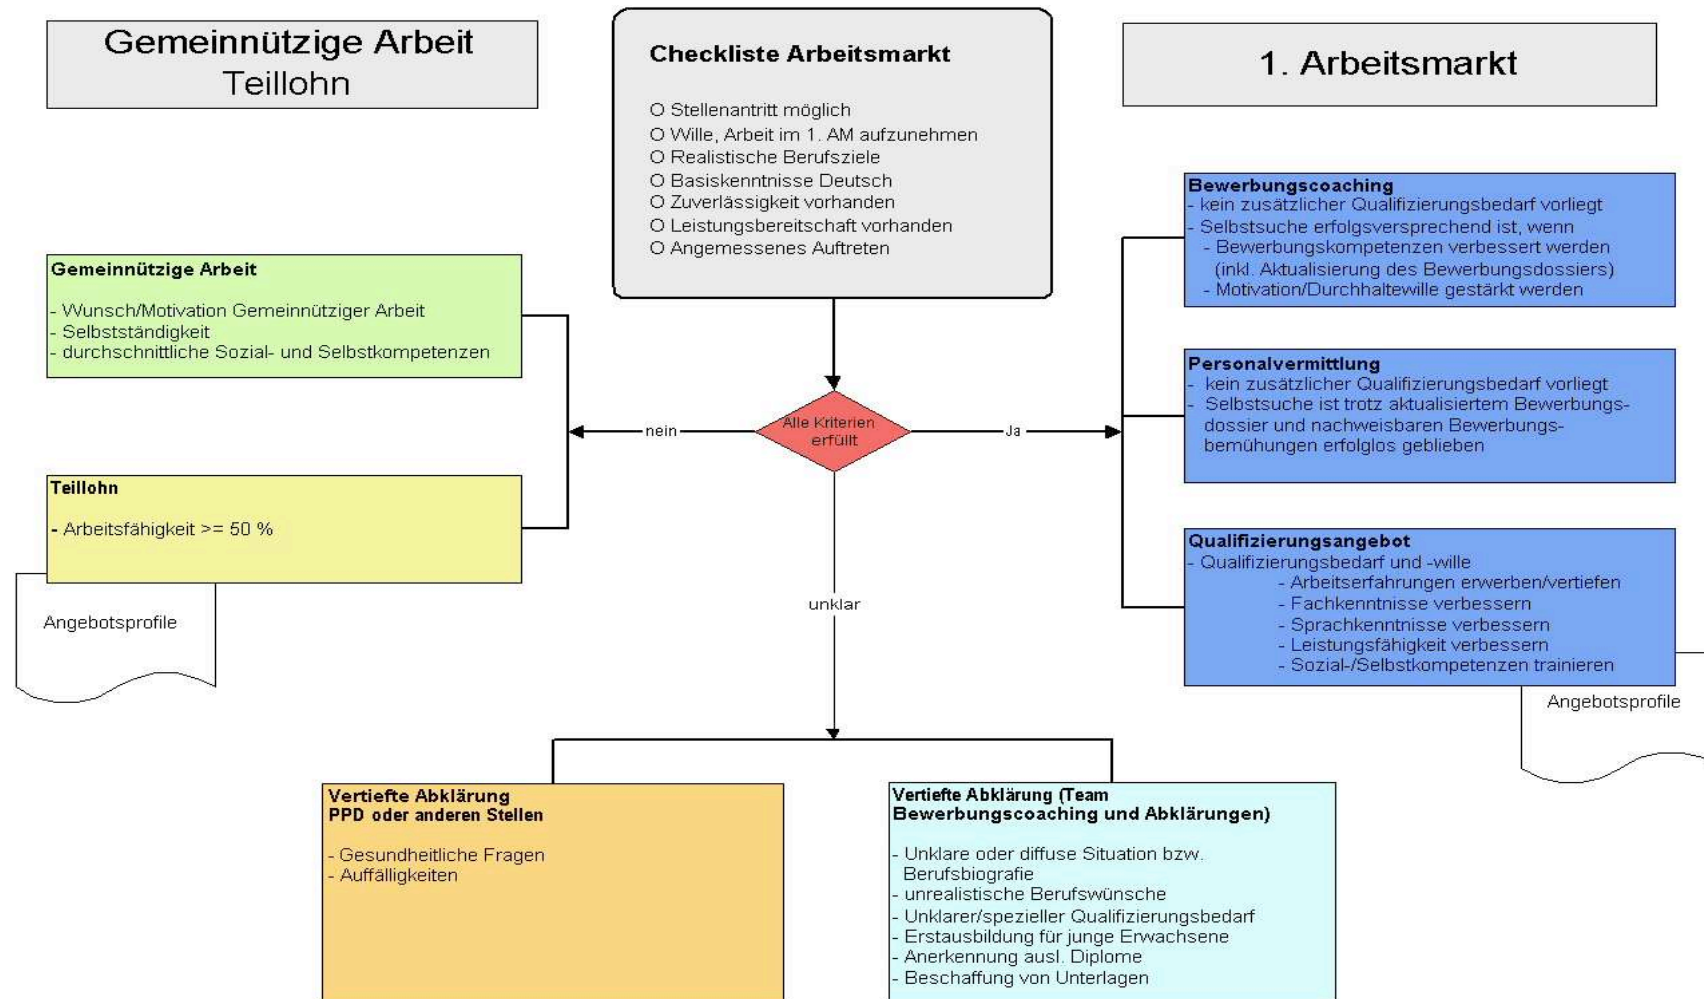 Gemeinnützige Arbeit
Teillohn
Checkliste Arbeitsmarkt
O Stellenantritt möglich
O Wille, Arbeit im 1. AM aufzunehmen
O Realistische Berufsziele
O Basiskenntnisse Deutsch
O Zuverlässigkeit vorhanden
O Leistungsbereitschaft vorhanden
O Angemessenes Auftreten
1. Arbeitsmarkt
Gemeinnützige Arbeit
- Wunsch/Motivation Gemeinnütziger Arbeit
- Selbstständigkeit
- durchschnittliche Sozial- und Selbstkompetenzen
Teillohn
- Arbeitsfähigkeit >= 50 %
Angebotsprofile
nein
Alle Kriterien
erfüllt
Ja
unklar
Bewerbungscoaching
- kein zusätzlicher Qualifizierungsbedarf vorliegt
- Selbstsuche erfolgsversprechend ist, wenn
- Bewerbungskompetenzen verbessert werden
(inkl. Aktualisierung des Bewerbungsdossiers)
- Motivation/Durchhaltewille gestärkt werden
Personalvermittlung
- kein zusätzlicher Qualifizierungsbedarf vorliegt
- Selbstsuche ist trotz aktualisiertem Bewerbungs-
dossier und nachweisbaren Bewerbungs-
bemühungen erfolglos geblieben
Qualifizierungsangebot
- Qualifizierungsbedarf und -wille
- Arbeitserfahrungen erwerben/vertiefen
- Fachkenntnisse verbessern
- Sprachkenntnisse verbessern
- Leistungsfähigkeit verbessern
- Sozial-/Selbstkompetenzen trainieren
Angebotsprofile
Vertiefte Abklärung
PPD oder anderen Stellen
- Gesundheitliche Fragen
- Auffälligkeiten
Vertiefte Abklärung (Team
Bewerbungscoaching und Abklärungen)
- Unklare oder diffuse Situation bzw.
Berufsbiografie
- unrealistische Berufswünsche
- Unklarer/spezieller Qualifizierungsbedarf
- Erstausbildung für junge Erwachsene
- Anerkennung ausl. Diplome
- Beschaffung von Unterlagen